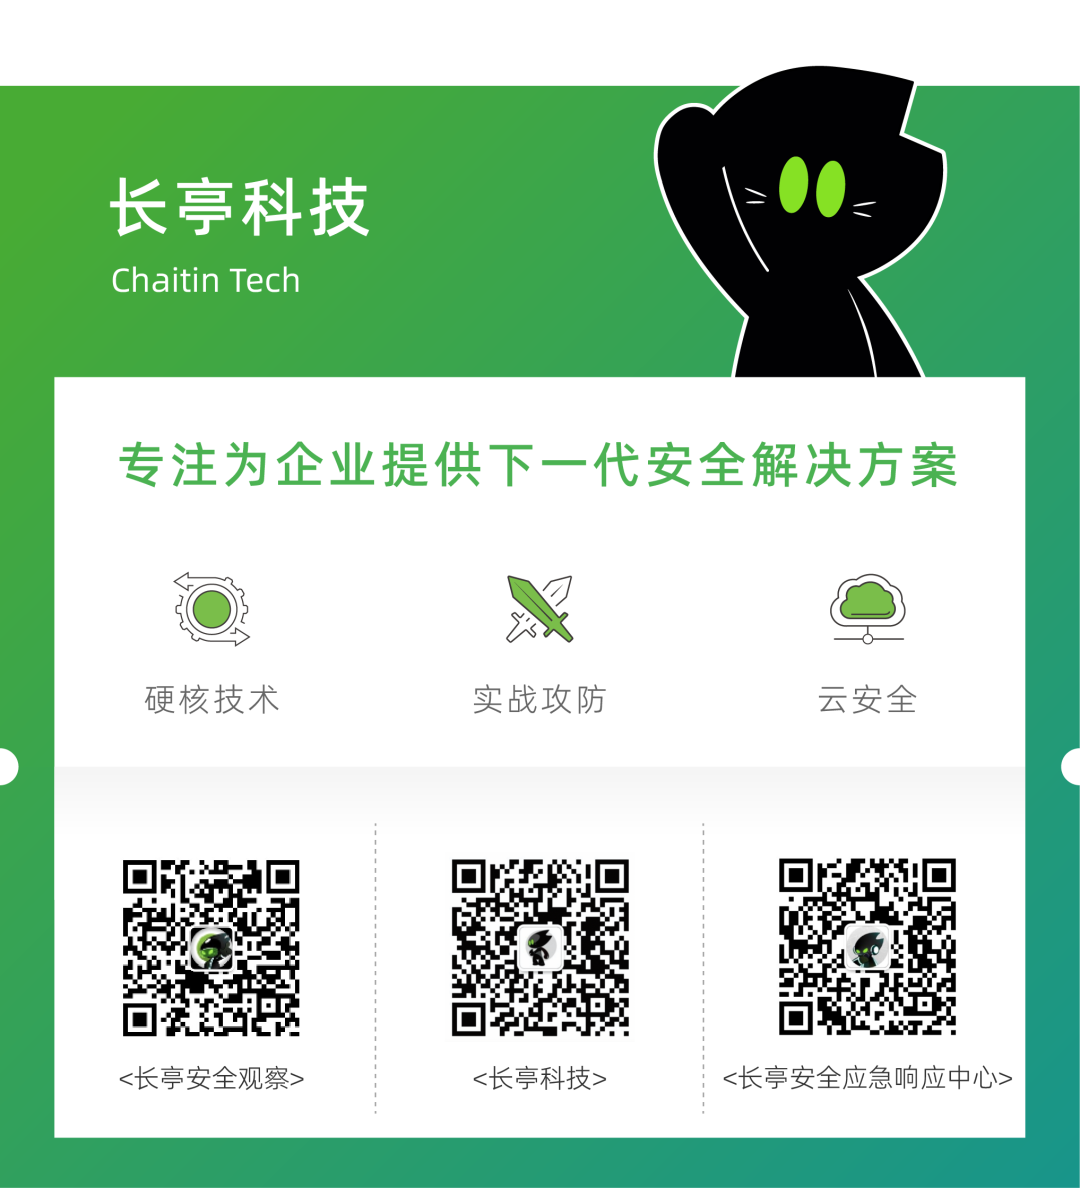 长亭科技
Chaitin Tech
专注为企业提供下一代安全解决方案
硬核技术
实战攻防
云安全
<长亭安全观察>
<长亭科技>
<长亭安全应急响应中心>